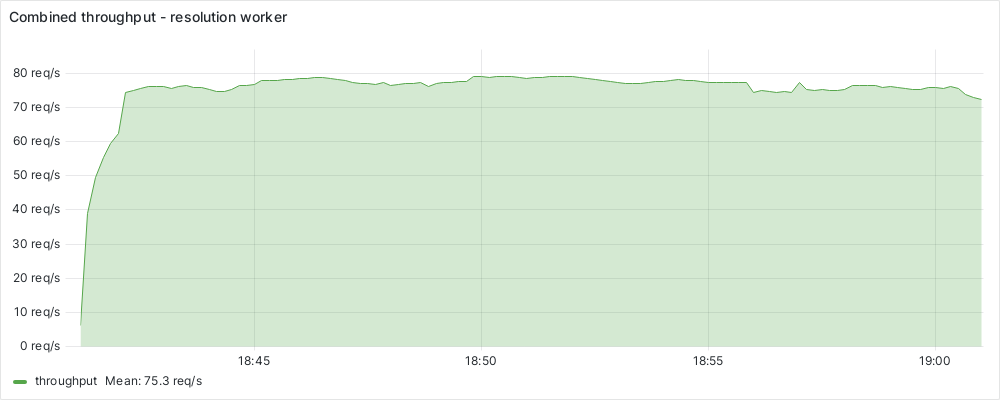 Combined throughput - resolution worker
80 req/s
70 req/s
60 req/s
50 req/s
40 req/s
30 req/s
20 req/s
10 req/s
0 req/s
18:45 18:50 18:55 19:00
throughput Mean: 75.3 req/s